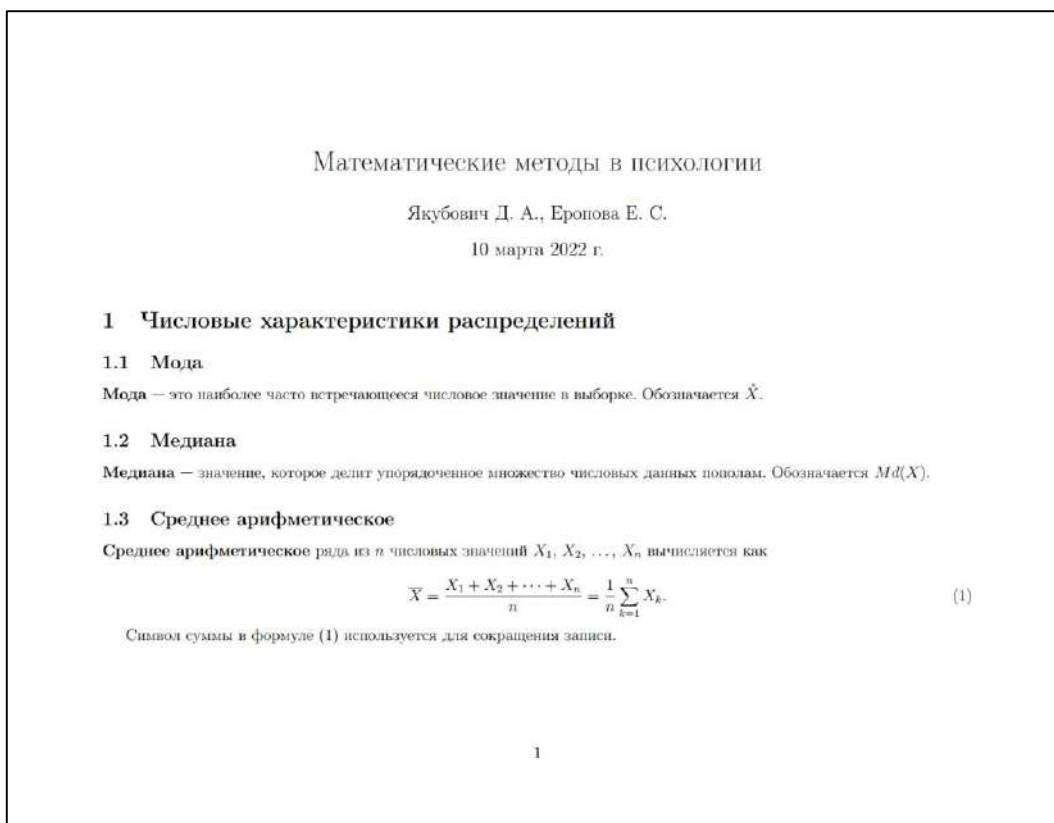 Математические методы в психологии
Якубович Д. А., Еропова Е. С.
10 марта 2022 г.
1 Числовые характеристики распределений
1.1 Мода
Мода — это наиболее часто встречающееся числовое значение в выборке. Обозначается X̂.
1.2 Медиана
Медиана — значение, которое делит упорядоченное множество числовых данных пополам. Обозначается Md(X).
1.3 Среднее арифметическое
Среднее арифметическое ряда из n числовых значений X₁, X₂, …, Xₙ вычисляется как
X̅ = (X₁ + X₂ + ⋯ + Xₙ)/n = 1/n ∑ₖ₌₁ⁿ Xₖ. (1)
Символ суммы в формуле (1) используется для сокращения записи.
1